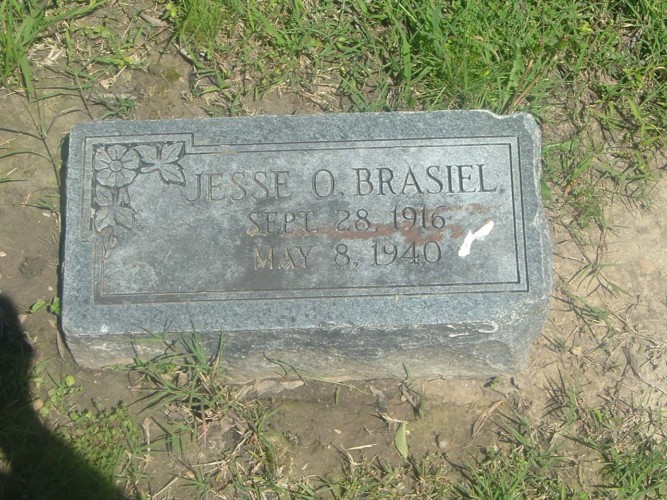 JESSE O. BRASIEL
SEPT. 28, 1916
MAY 8, 1940